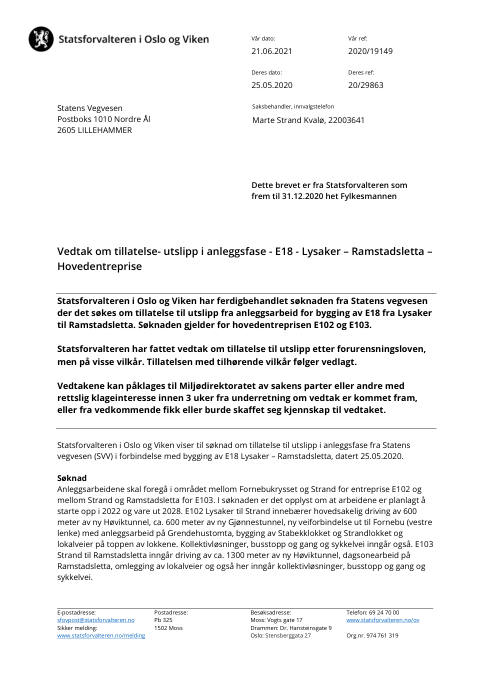 Statsforvalteren i Oslo og Viken
Vår dato:
Vår ref:
21.06.2021
2020/19149
Deres dato:
Deres ref:
25.05.2020
20/29863
Statens Vegvesen
Postboks 1010 Nordre Ål
2605 LILLEHAMMER
Saksbehandler, innvalgstelefon
Marte Strand Kvalø, 22003641
Dette brevet er fra Statsforvalteren som
frem til 31.12.2020 het Fylkesmannen
Vedtak om tillatelse- utslipp i anleggsfase - E18 - Lysaker – Ramstadsletta –
Hovedentreprise
Statsforvalteren i Oslo og Viken har ferdigbehandlet søknaden fra Statens vegvesen
der det søkes om tillatelse til utslipp fra anleggsarbeid for bygging av E18 fra Lysaker
til Ramstadsletta. Søknaden gjelder for hovedentreprisen E102 og E103.
Statsforvalteren har fattet vedtak om tillatelse til utslipp etter forurensningsloven,
men på visse vilkår. Tillatelsen med tilhørende vilkår følger vedlagt.
Vedtakene kan påklages til Miljødirektoratet av sakens parter eller andre med
rettslig klageinteresse innen 3 uker fra underretning om vedtak er kommet fram,
eller fra vedkommende fikk eller burde skaffet seg kjennskap til vedtaket.
Statsforvalteren i Oslo og Viken viser til søknad om tillatelse til utslipp i anleggsfase fra Statens
vegvesen (SVV) i forbindelse med bygging av E18 Lysaker – Ramstadsletta, datert 25.05.2020.
Søknad
Anleggsarbeidene skal foregå i området mellom Fornebukrysset og Strand for entreprise E102 og
mellom Strand og Ramstadsletta for E103. I søknaden er det opplyst om at arbeidene er planlagt å
starte opp i 2022 og vare ut 2028. E102 Lysaker til Strand innebærer hovedsakelig driving av 600
meter av ny Høviktunnel, ca. 600 meter av ny Gjønnestunnel, ny veiforbindelse ut til Fornebu (vestre
lenke) med anleggsarbeid på Grendehustomta, bygging av Stabekklokket og Strandlokket og
lokalveier på toppen av lokkene. Kollektivløsninger, busstopp og gang og sykkelvei inngår også. E103
Strand til Ramstadsletta inngår driving av ca. 1300 meter av ny Høviktunnel, dagsonearbeid på
Ramstadsletta, omlegging av lokalveier og også her inngår kollektivløsninger, busstopp og gang og
sykkelvei.
E-postadresse:
sfovpost@statsforvalteren.no
Sikker melding:
www.statsforvalteren.no/melding
Postadresse:
Pb 325
1502 Moss
Besøksadresse:
Moss: Vogts gate 17
Drammen: Dr. Hansteinsgate 9
Oslo: Stensberggata 27
Telefon: 69 24 70 00
www.statsforvalteren.no/ov
Org.nr. 974 761 319